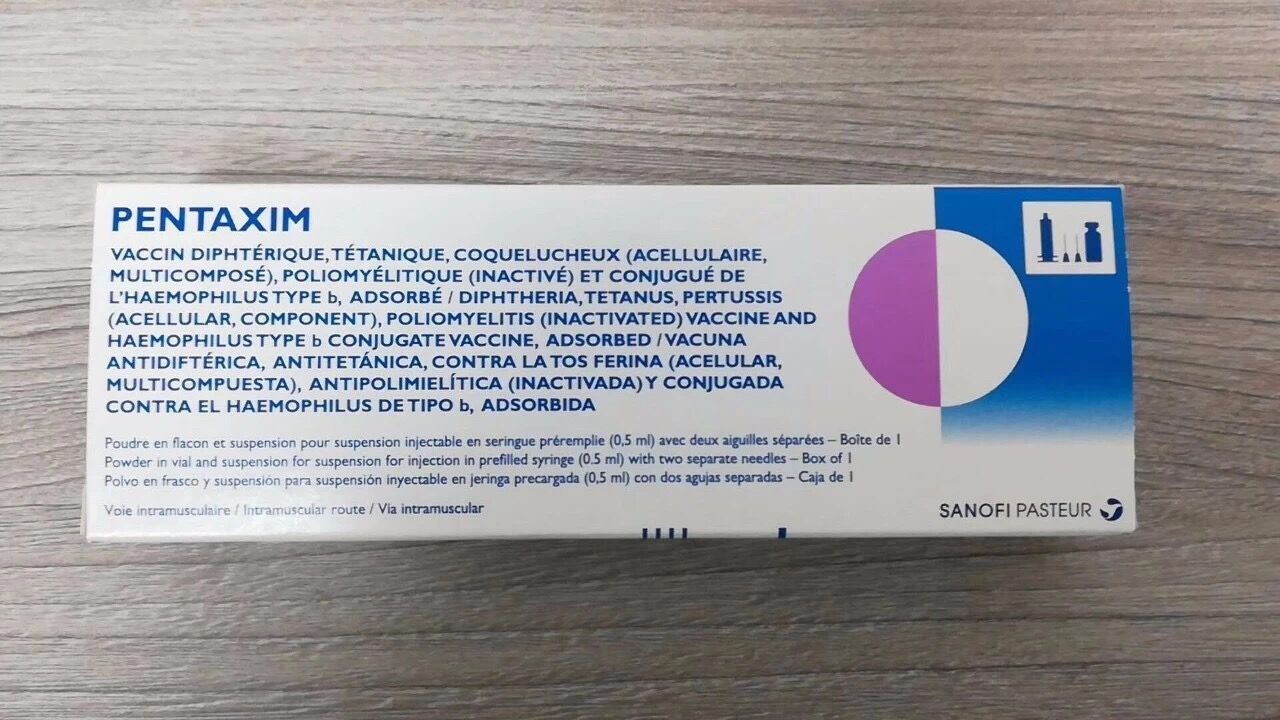 PENTAXIM
VACCIN DIPHTÉRIQUE, TÉTANIQUE, COQUELUCHEUX (ACELLULAIRE,
MULTICOMPOSÉ), POLIOMYÉLITIQUE (INACTIVÉ) ET CONJUGUÉ DE
L'HAEMOPHILUS TYPE b, ADSORBÉ / DIPHTHERIA, TETANUS, PERTUSSIS
(ACELLULAR, COMPONENT), POLIOMYELITIS (INACTIVATED) VACCINE AND
HAEMOPHILUS TYPE b CONJUGATE VACCINE, ADSORBED / VACUNA
ANTIDIFTÉRICA, ANTITETÁNICA, CONTRA LA TOS FERINA (ACELULAR,
MULTICOMPUESTA), ANTIPOLIMIELÍTICA (INACTIVADA) Y CONJUGADA
CONTRA EL HAEMOPHILUS DE TIPO b, ADSORBIDA
Poudre en flacon et suspension pour suspension injectable en seringue préremplie (0,5 ml) avec deux aiguilles séparées – Boîte de 1
Powder in vial and suspension for suspension for injection in prefilled syringe (0.5 ml) with two separate needles – Box of 1
Polvo en frasco y suspensión para suspensión inyectable en jeringa precargada (0,5 ml) con dos agujas separadas – Caja de 1
Voie intramusculaire / Intramuscular route / Vía intramuscular
SANOFI PASTEUR